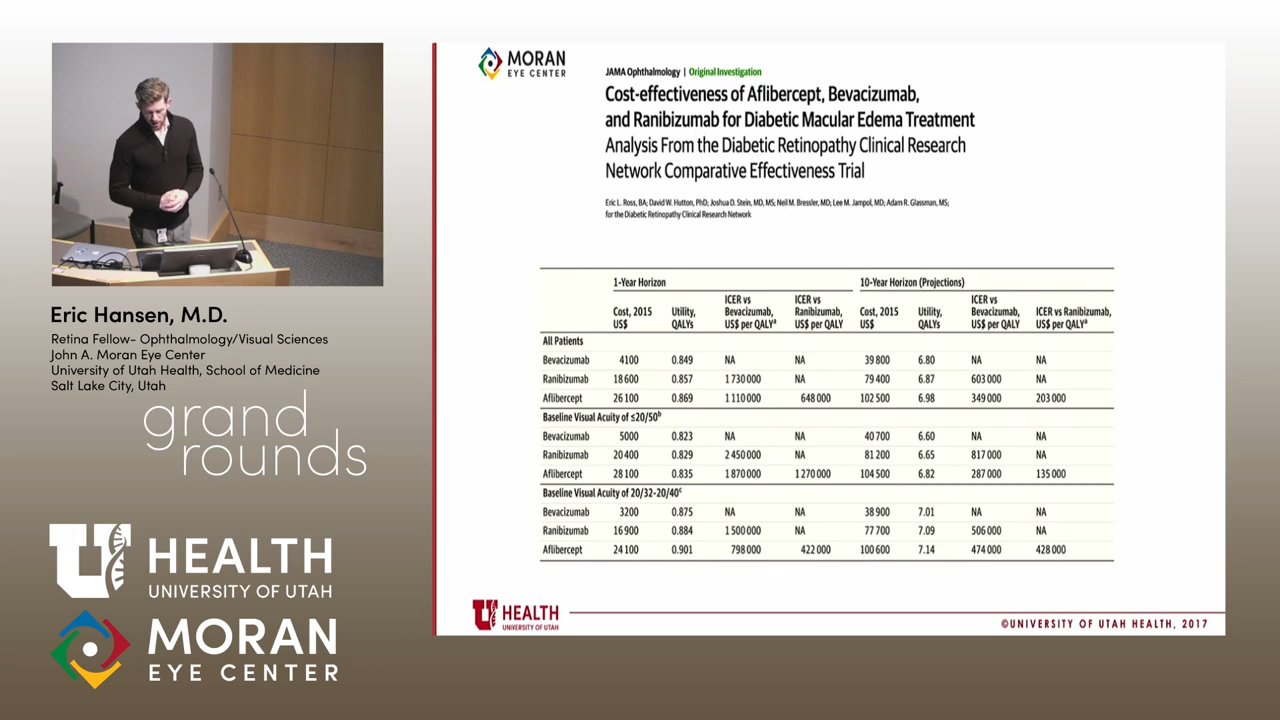 Eric Hansen, M.D.
Retina Fellow- Ophthalmology/Visual Sciences
John A. Moran Eye Center
University of Utah Health, School of Medicine
Salt Lake City, Utah
grand
rounds
U HEALTH
UNIVERSITY OF UTAH
MORAN
EYE CENTER
MORAN
EYE CENTER
JAMA Ophthalmology | Original Investigation
Cost-effectiveness of Aflibercept, Bevacizumab,
and Ranibizumab for Diabetic Macular Edema Treatment
Analysis From the Diabetic Retinopathy Clinical Research
Network Comparative Effectiveness Trial
Eric L. Ross, BA; David W. Hutton, PhD; Joshua D. Stein, MD, MS; Neil M. Bressler, MD; Lee M. Jampol, MD; Adam R. Glassman, MS;
for the Diabetic Retinopathy Clinical Research Network
1-Year Horizon 10-Year Horizon (Projections)
ICER vs ICER vs ICER vs
Cost, 2015 Utility, Bevacizumab, Ranibizumab, Cost, 2015 Utility, Bevacizumab, ICER vs Ranibizumab,
US$ QALYs US$ per QALYa US$ per QALY US$ QALYs US$ per QALY US$ per QALYa
All Patients
Bevacizumab 4100 0.849 NA NA 39 800 6.80 NA NA
Ranibizumab 18 600 0.857 1 730 000 NA 79 400 6.87 603 000 NA
Aflibercept 26 100 0.869 1 110 000 648 000 102 500 6.98 349 000 203 000
Baseline Visual Acuity of ≤20/50b
Bevacizumab 5000 0.823 NA NA 40 700 6.60 NA NA
Ranibizumab 20 400 0.829 2 450 000 NA 81 200 6.65 817 000 NA
Aflibercept 28 100 0.835 1 870 000 1 270 000 104 500 6.82 287 000 135 000
Baseline Visual Acuity of 20/32-20/40c
Bevacizumab 3200 0.875 NA NA 38 900 7.01 NA NA
Ranibizumab 16 900 0.884 1 500 000 NA 77 700 7.09 506 000 NA
Aflibercept 24 100 0.901 798 000 422 000 100 600 7.14 474 000 428 000
U HEALTH
UNIVERSITY OF UTAH
©UNIVERSITY OF UTAH HEALTH, 2017